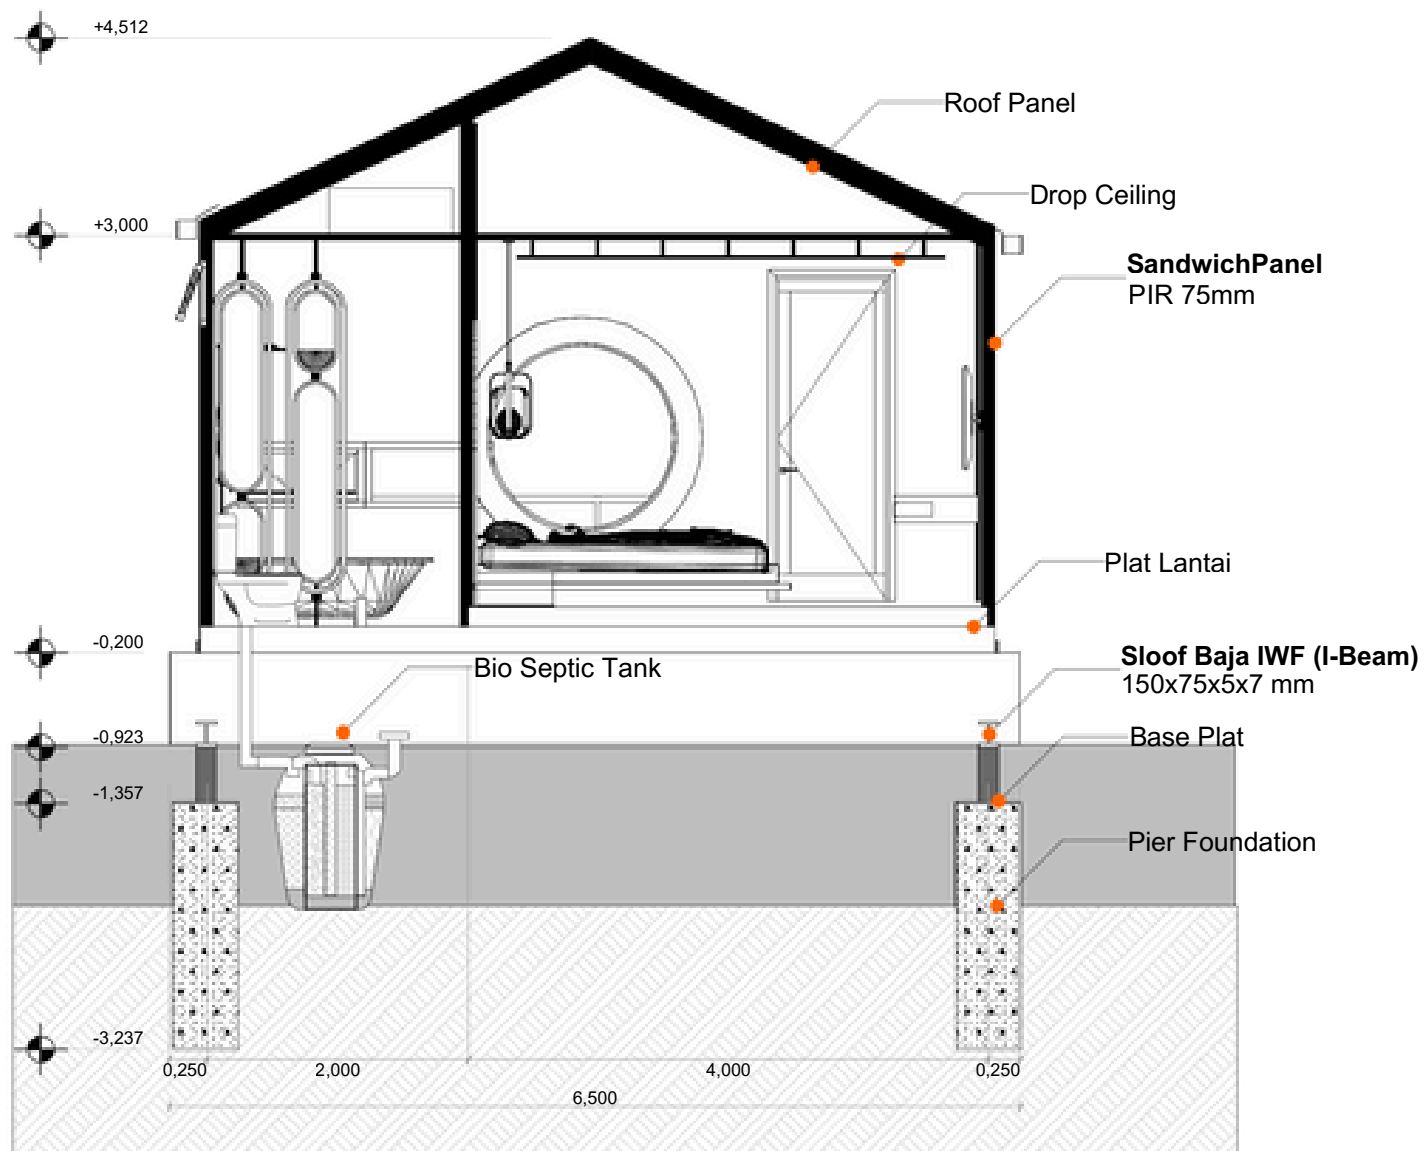 +4,512
Roof Panel
Drop Ceiling
+3,000
SandwichPanel
PIR 75mm
Plat Lantai
-0,200
Bio Septic Tank
Sloof Baja IWF (I-Beam)
150x75x5x7 mm
-0,923
Base Plat
-1,357
Pier Foundation
-3,237
0,250
2,000
4,000
0,250
6,500